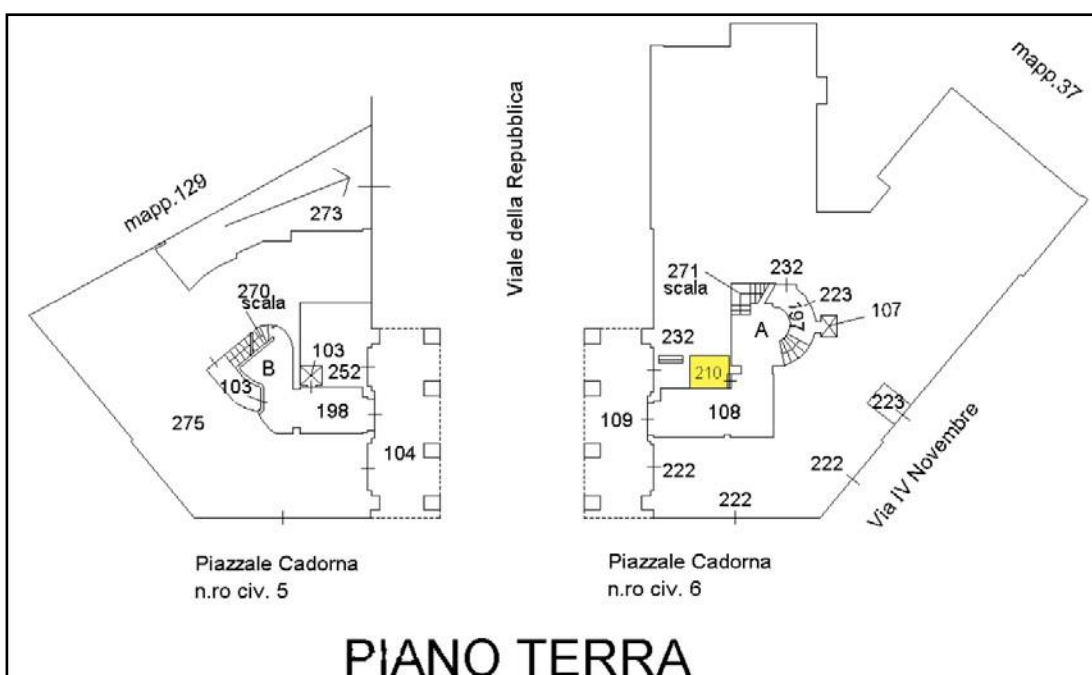 mapp.37
Viale della Repubblica
mapp.129
273
270
scala
B
103
103
252
198
275
104
271
scala
232
223
197
A
107
232
210
108
109
223
222
222
222
Via IV Novembre
Piazzale Cadorna
n.ro civ. 5
Piazzale Cadorna
n.ro civ. 6
PIANO TERRA